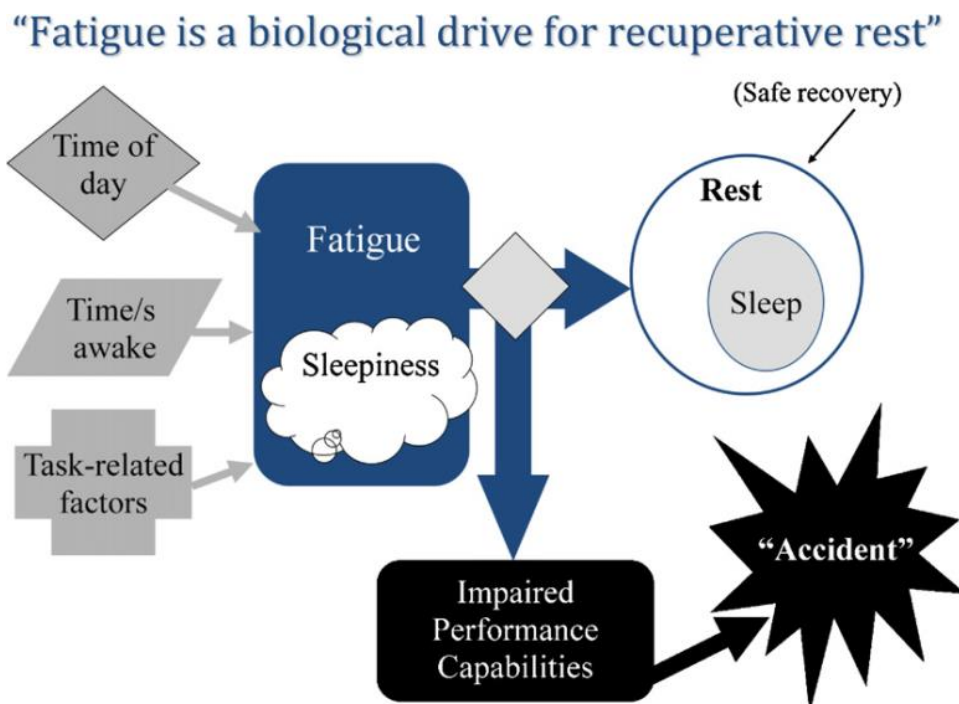 “Fatigue is a biological drive for recuperative rest”
(Safe recovery)
Time of
day
Rest
Fatigue
Sleep
Time/s
awake
Sleepiness
Task-related
factors
“Accident”
Impaired
Performance
Capabilities